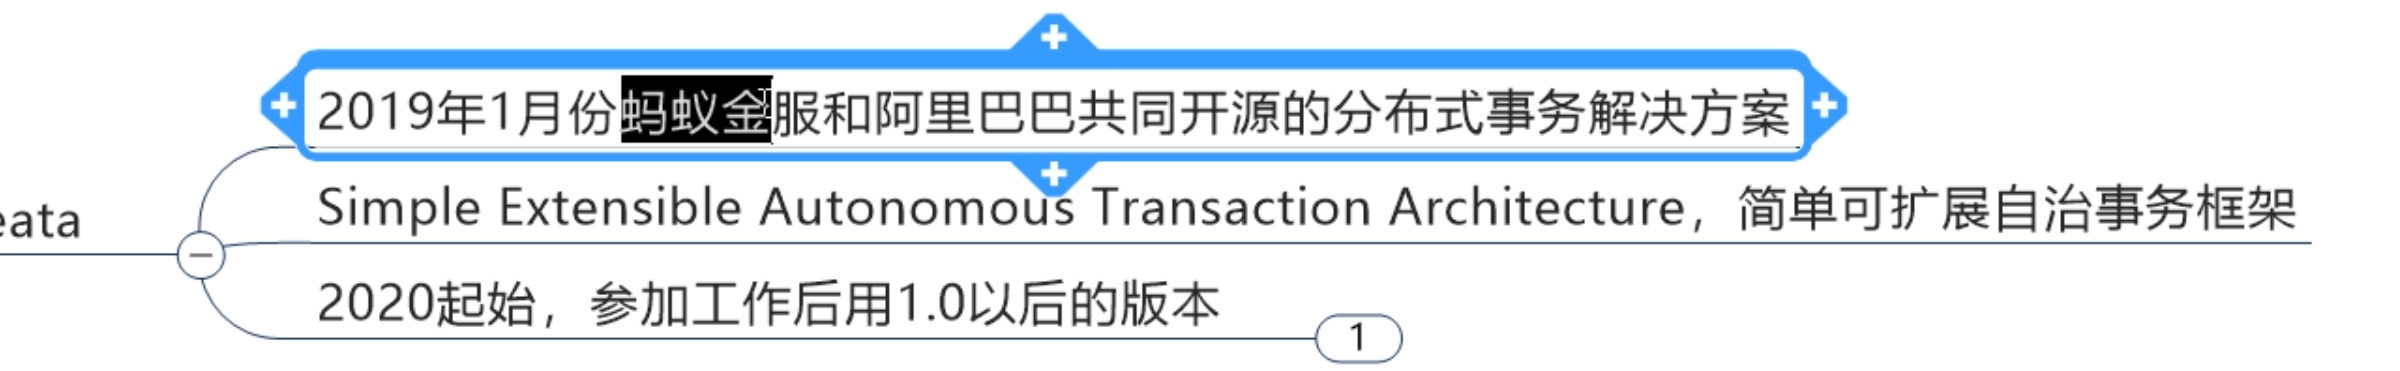 2019年1月份蚂蚁金服和阿里巴巴共同开源的分布式事务解决方案
eata
Simple Extensible Autonomous Transaction Architecture，简单可扩展自治事务框架
2020起始，参加工作后用1.0以后的版本
1